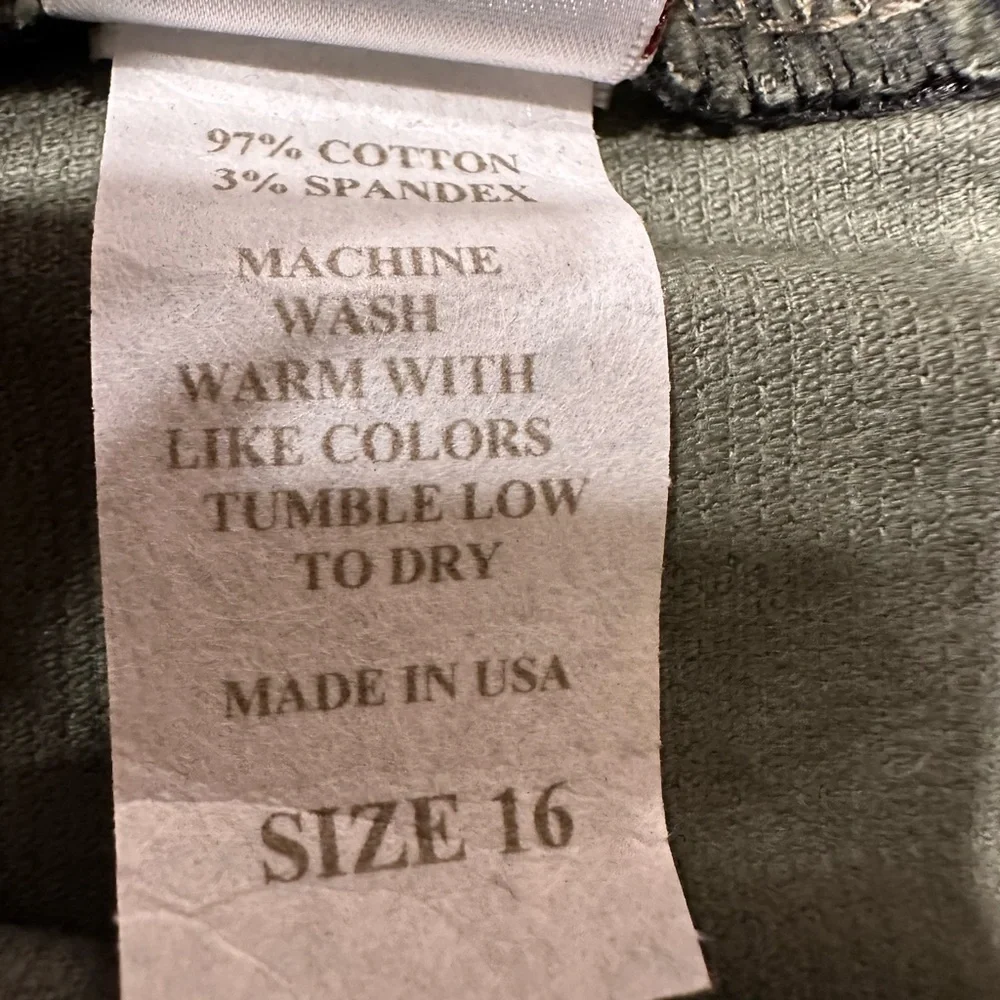 97% COTTON
3% SPANDEX
MACHINE
WASH
WARM WITH
LIKE COLORS
TUMBLE LOW
TO DRY
MADE IN USA
SIZE 16